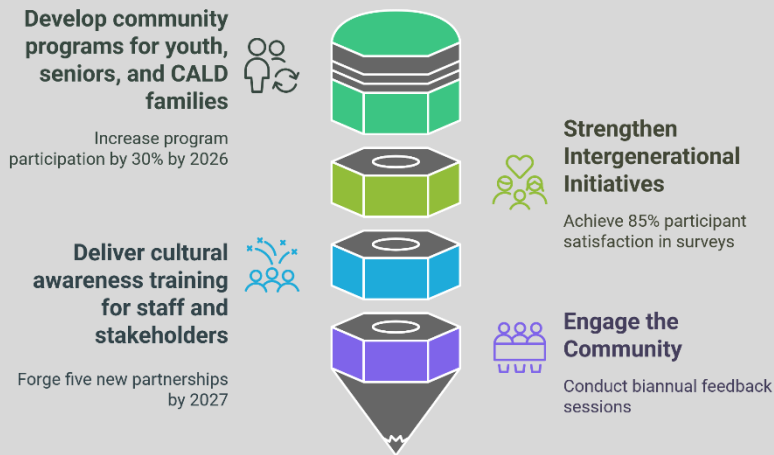 Develop community
programs for youth,
seniors, and CALD
families
Increase program
participation by 30% by 2026
Strengthen
Intergenerational
Initiatives
Achieve 85% participant
satisfaction in surveys
Deliver cultural
awareness training
for staff and
stakeholders
Forge five new partnerships
by 2027
Engage the
Community
Conduct biannual feedback
sessions